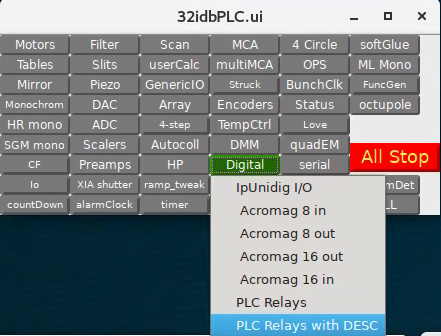 32idbPLC.ui
Motors Filter Scan MCA 4 Circle softGlue
Tables Slits userCalc multiMCA OPS ML Mono
Mirror Piezo GenericIO Struck BunchClk FuncGen
Monochrom DAC Array Encoders Status octupole
HR mono ADC 4-step TempCtrl Love
SGM mono Scalers Autocoll DMM quadEM
All Stop
CF Preamps HP Digital serial
Io XIA shutter ramp_tweak mDet
countDown alarmClock timer LL
IpUnidig I/O
Acromag 8 in
Acromag 8 out
Acromag 16 out
Acromag 16 in
PLC Relays
PLC Relays with DESC